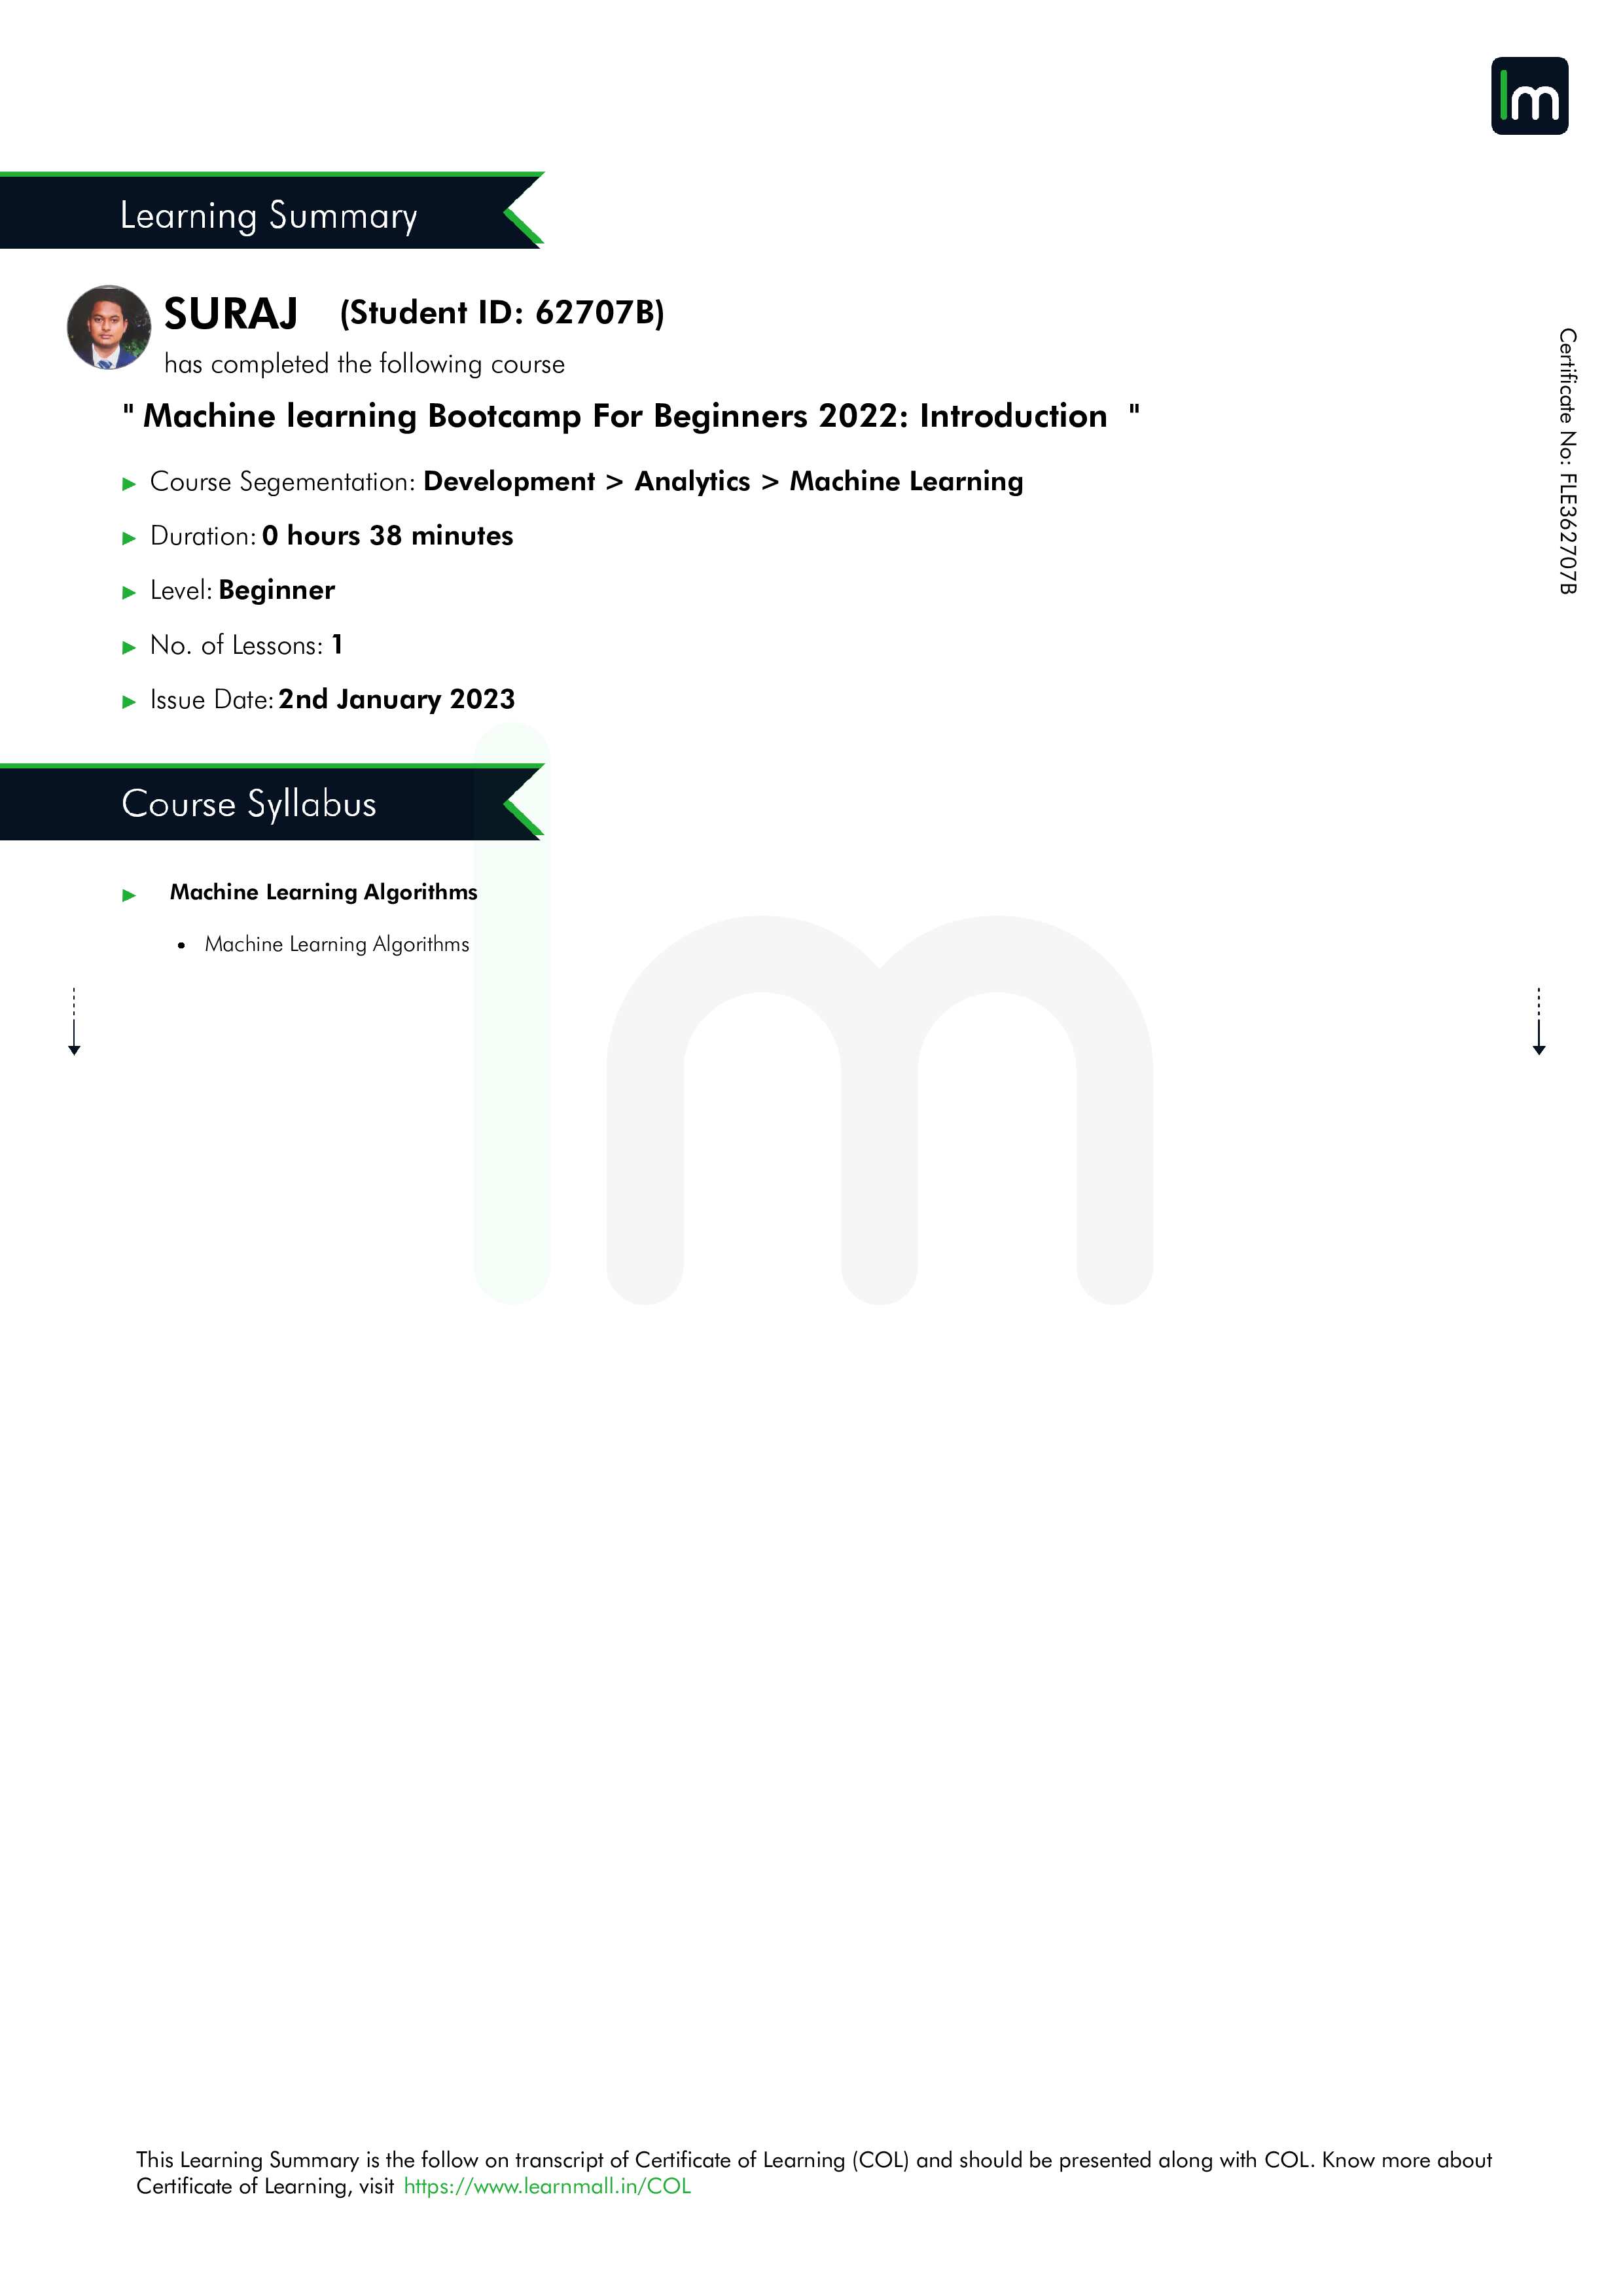 lm
Learning Summary
SURAJ (Student ID: 62707B)
has completed the following course
" Machine learning Bootcamp For Beginners 2022: Introduction "
Certificate No: FLE362707B
▶ Course Segementation: Development > Analytics > Machine Learning
▶ Duration: 0 hours 38 minutes
▶ Level: Beginner
▶ No. of Lessons: 1
▶ Issue Date: 2nd January 2023
Course Syllabus
▶ Machine Learning Algorithms
• Machine Learning Algorithms
lm
This Learning Summary is the follow on transcript of Certificate of Learning (COL) and should be presented along with COL. Know more about
Certificate of Learning, visit https://www.learnmall.in/COL